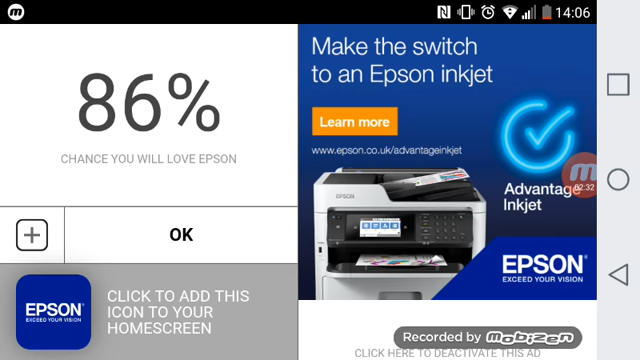 14:06
86%
CHANCE YOU WILL LOVE EPSON
OK
EPSON
EXCEED YOUR VISION
CLICK TO ADD THIS
ICON TO YOUR
HOMESCREEN
Make the switch
to an Epson inkjet
Learn more
www.epson.co.uk/advantageinkjet
Advantage
Inkjet
02:32
EPSON
EPSON
EXCEED YOUR VISION
Recorded by mobizen
CLICK HERE TO DEACTIVATE THIS AD